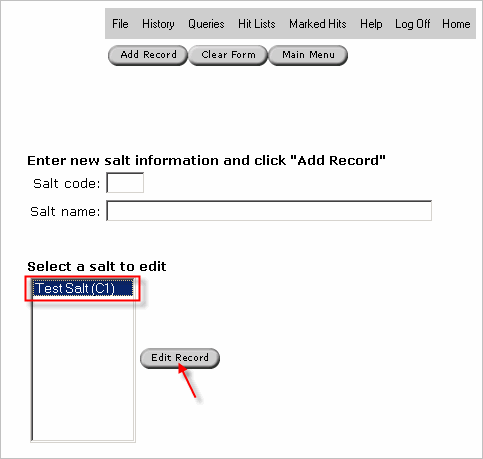 File History Queries Hit Lists Marked Hits Help Log Off Home
Add Record Clear Form Main Menu
Enter new salt information and click "Add Record"
Salt code:
Salt name:
Select a salt to edit
Test Salt (C1)
Edit Record